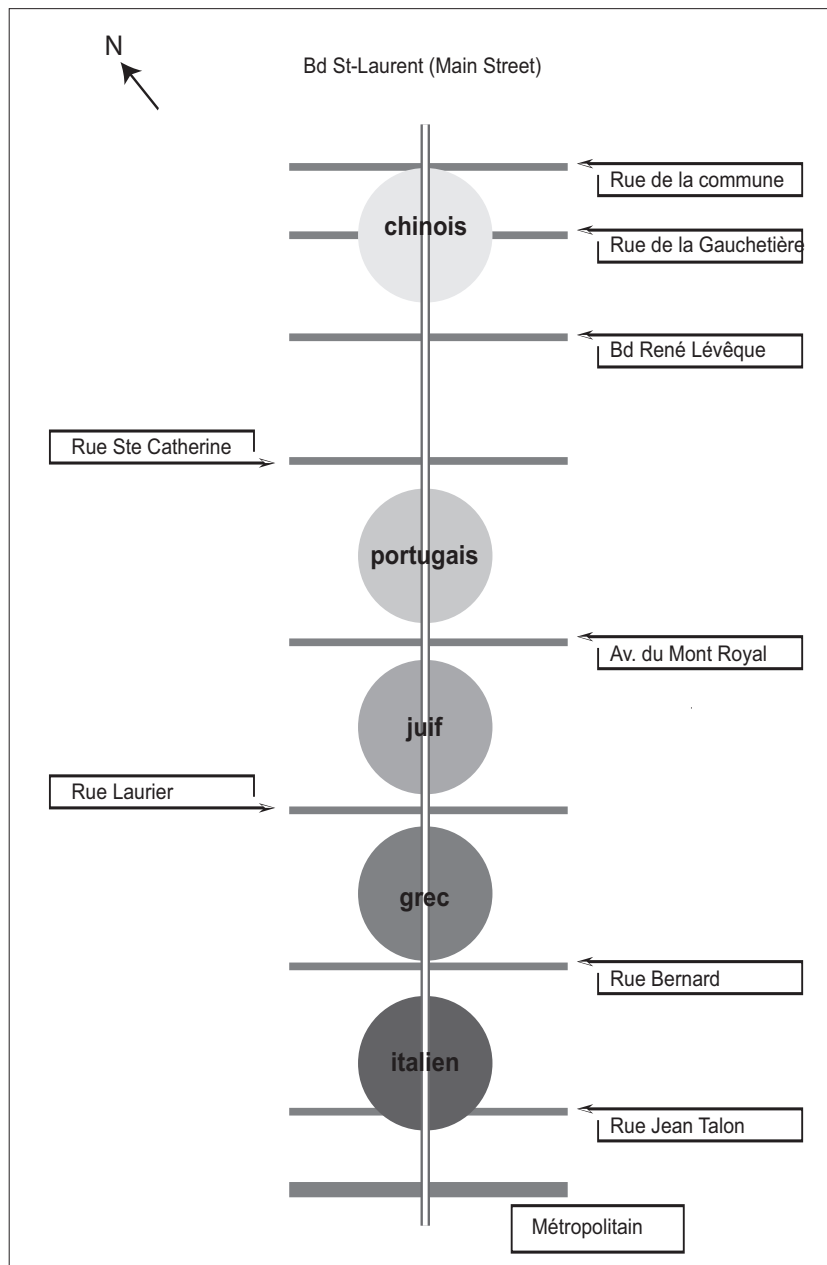 N
Bd St-Laurent (Main Street)
Rue de la commune
chinois
Rue de la Gauchetière
Bd René Lévêque
Rue Ste Catherine
portugais
Av. du Mont Royal
juif
Rue Laurier
grec
Rue Bernard
italien
Rue Jean Talon
Métropolitain